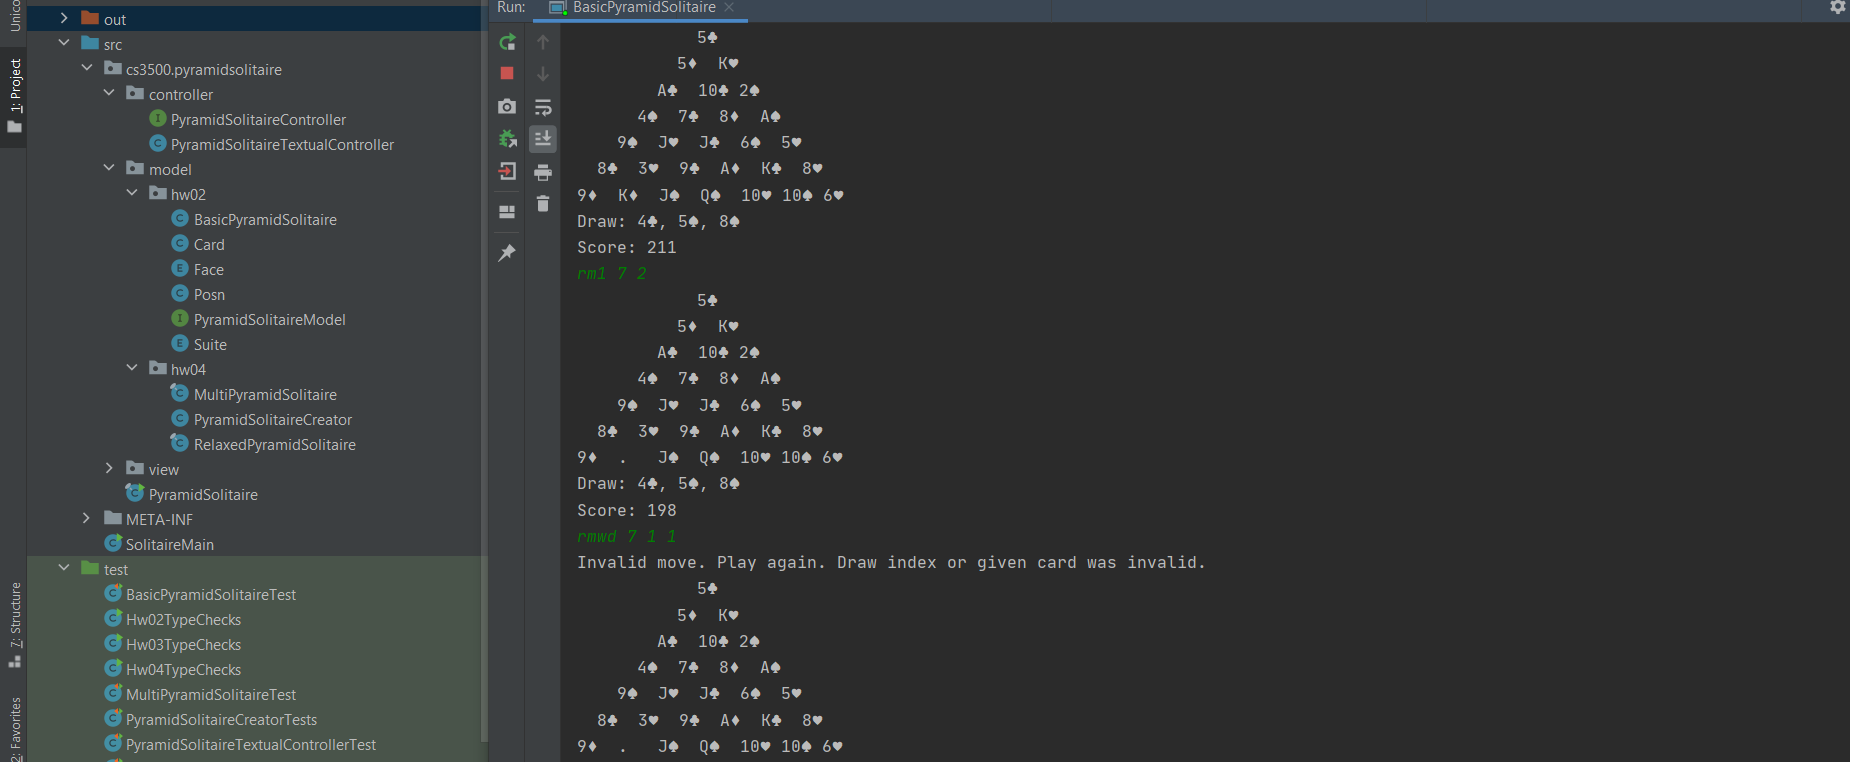 Unico
1: Project
7: Structure
2: Favorites
out
src
cs3500.pyramidsolitaire
controller
PyramidSolitaireController
PyramidSolitaireTextualController
model
hw02
BasicPyramidSolitaire
Card
Face
Posn
PyramidSolitaireModel
Suite
hw04
MultiPyramidSolitaire
PyramidSolitaireCreator
RelaxedPyramidSolitaire
view
PyramidSolitaire
META-INF
SolitaireMain
test
BasicPyramidSolitaireTest
Hw02TypeChecks
Hw03TypeChecks
Hw04TypeChecks
MultiPyramidSolitaireTest
PyramidSolitaireCreatorTests
PyramidSolitaireTextualControllerTest
Run: BasicPyramidSolitaire
5♣
5♦ K♥
A♣ 10♣ 2♠
4♠ 7♣ 8♦ A♠
9♠ J♥ J♣ 6♠ 5♥
8♣ 3♥ 9♣ A♦ K♣ 8♥
9♦ K♦ J♠ Q♠ 10♥ 10♠ 6♥
Draw: 4♣, 5♠, 8♠
Score: 211
rm1 7 2
5♣
5♦ K♥
A♣ 10♣ 2♠
4♠ 7♣ 8♦ A♠
9♠ J♥ J♣ 6♠ 5♥
8♣ 3♥ 9♣ A♦ K♣ 8♥
9♦ . J♠ Q♠ 10♥ 10♠ 6♥
Draw: 4♣, 5♠, 8♠
Score: 198
rmwd 7 1 1
Invalid move. Play again. Draw index or given card was invalid.
5♣
5♦ K♥
A♣ 10♣ 2♠
4♠ 7♣ 8♦ A♠
9♠ J♥ J♣ 6♠ 5♥
8♣ 3♥ 9♣ A♦ K♣ 8♥
9♦ . J♠ Q♠ 10♥ 10♠ 6♥